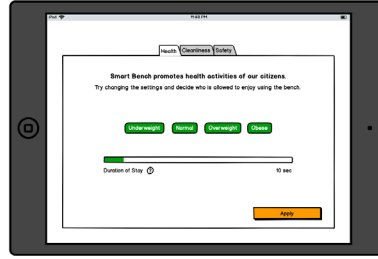 iPad 11:45 PM
Health Cleanliness Safety
Smart Bench promotes health activities of our citizens.
Try changing the settings and decide who is allowed to enjoy using the bench.
Underweight Normal Overweight Obese
Duration of Stay ? 10 sec
Apply